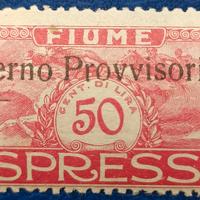 FIUME
erno Provvisori
CENT. DI LIRA
50
SPRESS